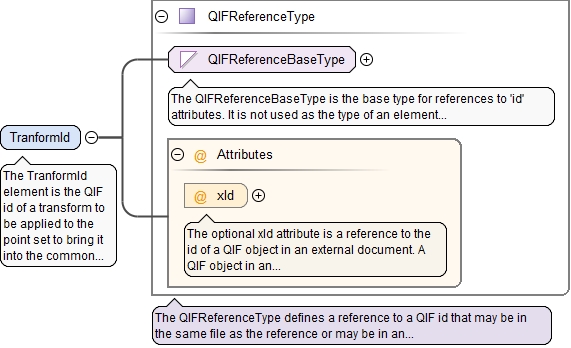 QIFReferenceType
QIFReferenceBaseType
The QIFReferenceBaseType is the base type for references to 'id'
attributes. It is not used as the type of an element...
TranformId
The TranformId
element is the QIF
id of a transform to
be applied to the
point set to bring it
into the common...
@ Attributes
@ xId
The optional xId attribute is a reference to the
id of a QIF object in an external document. A
QIF object in an...
The QIFReferenceType defines a reference to a QIF id that may be in
the same file as the reference or may be in an...